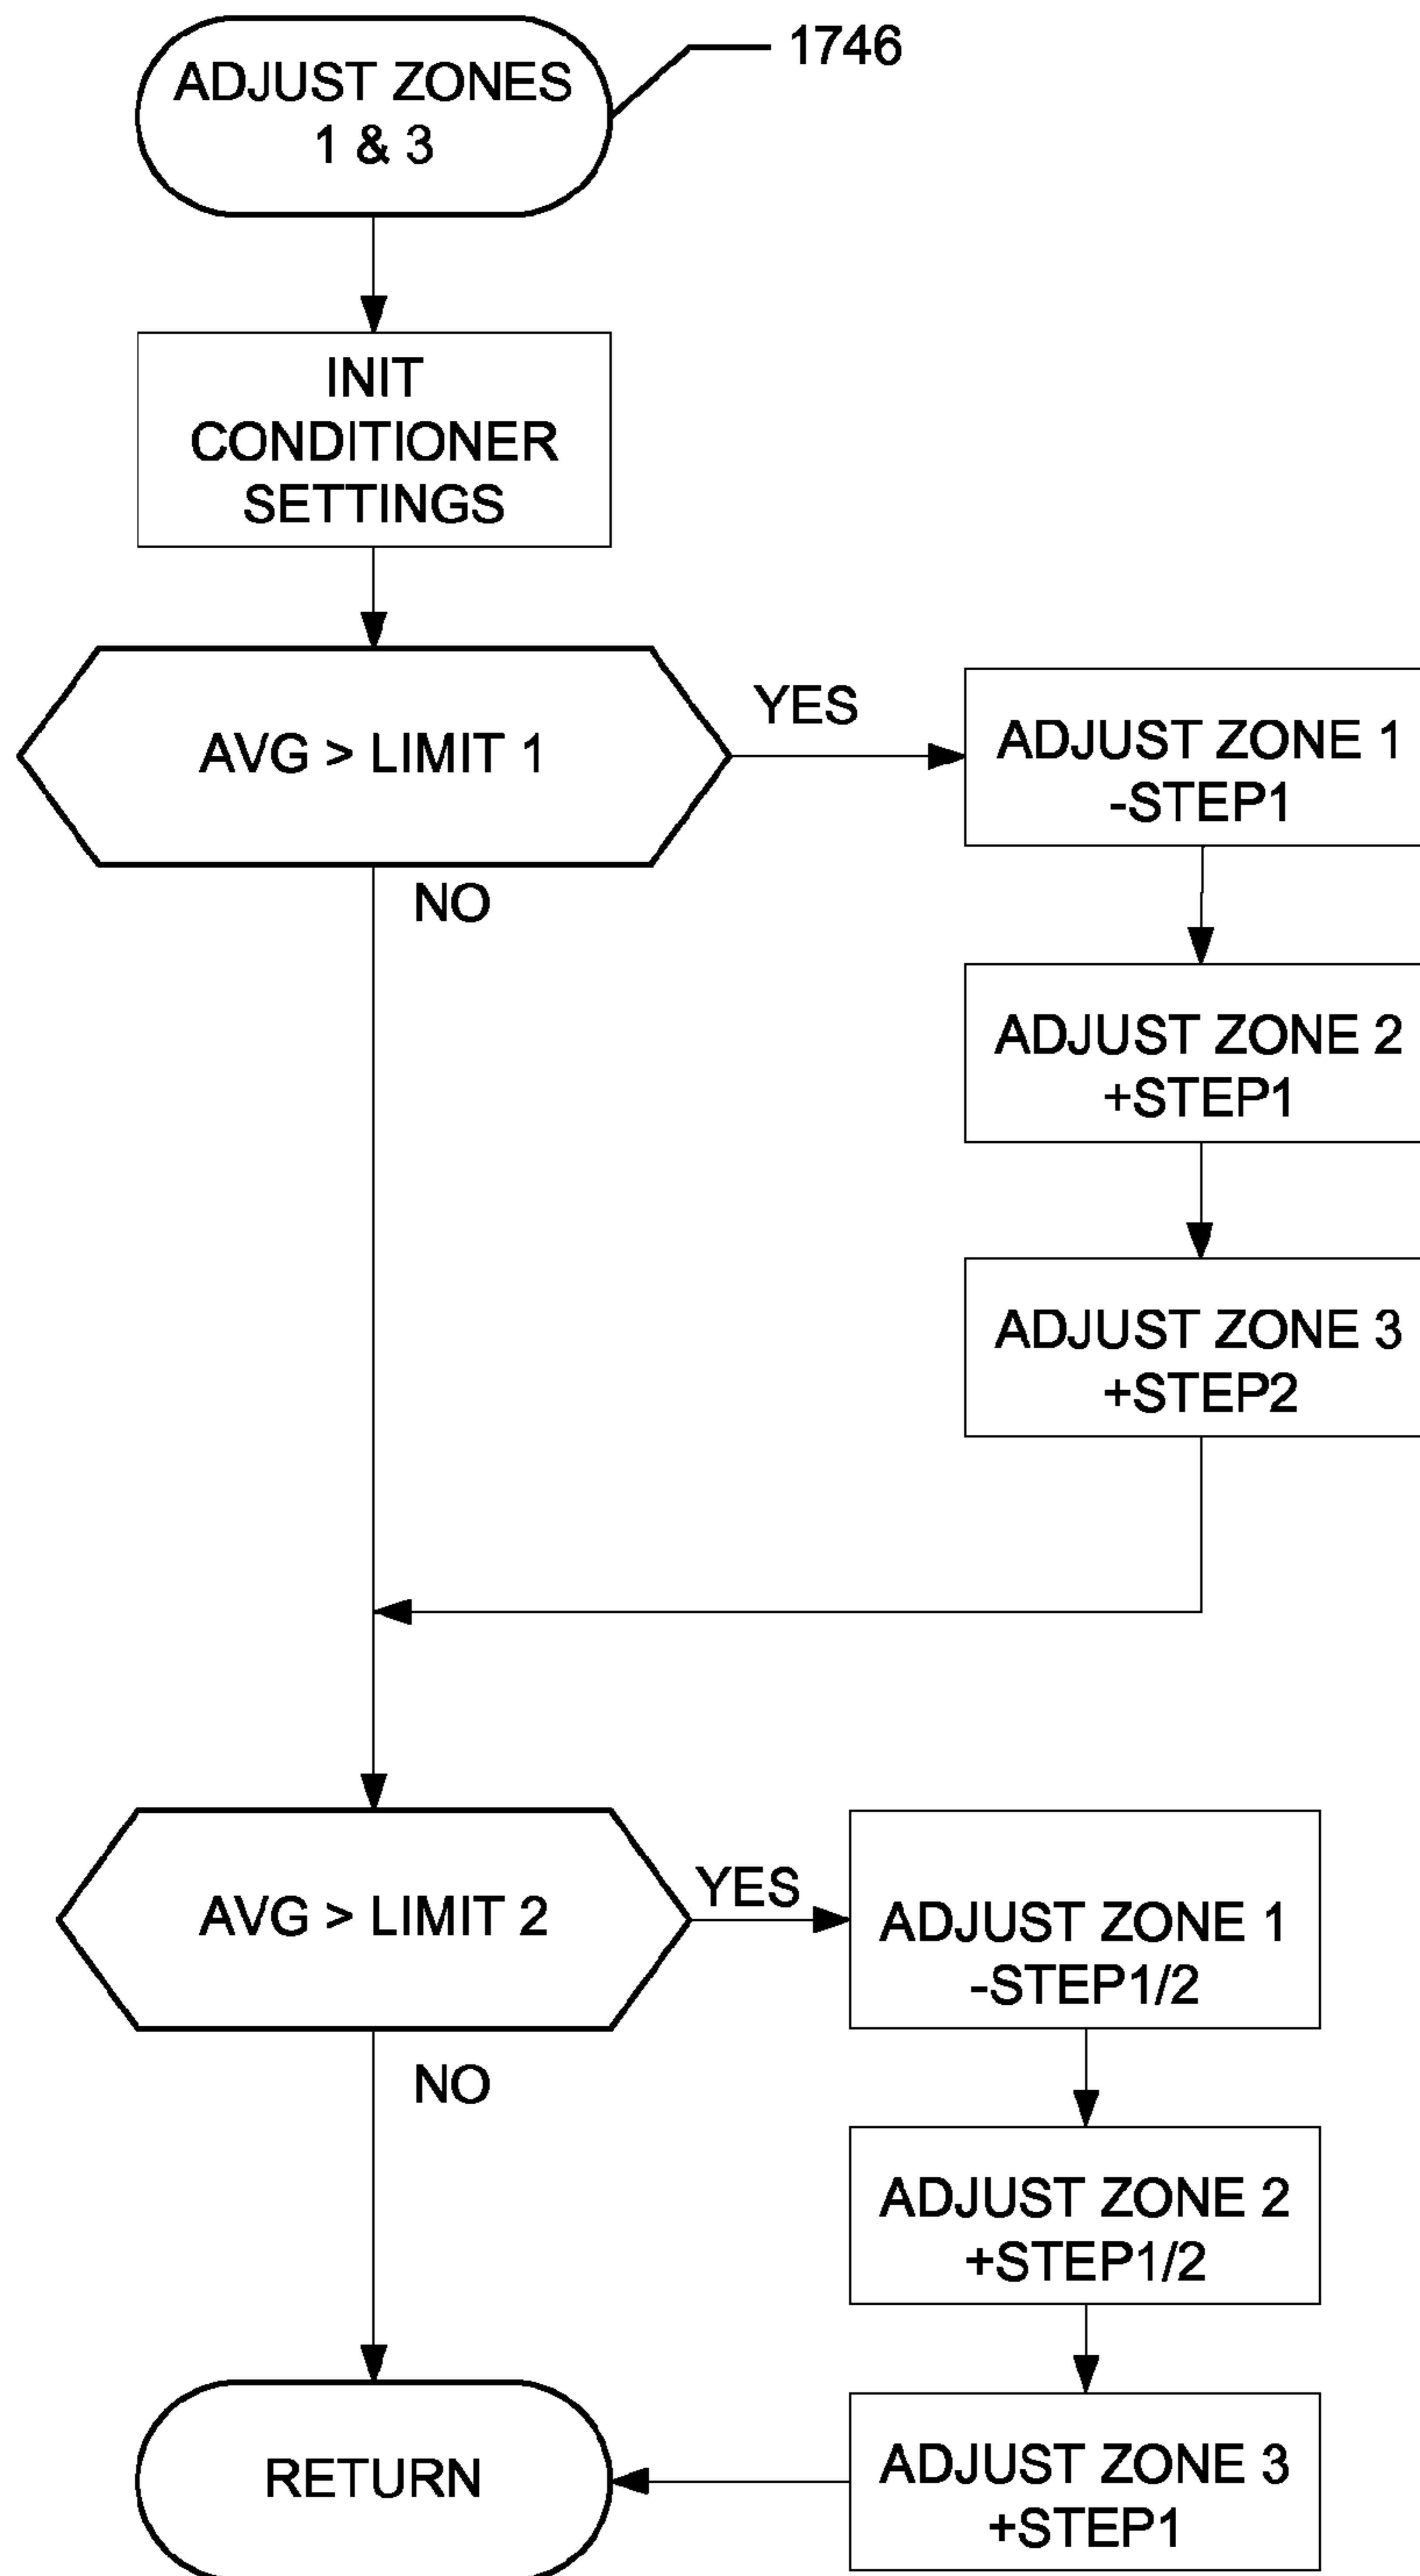 ADJUST ZONES
1 & 3
1746
INIT
CONDITIONER
SETTINGS
AVG > LIMIT 1
YES
NO
ADJUST ZONE 1
-STEP1
ADJUST ZONE 2
+STEP1
ADJUST ZONE 3
+STEP2
AVG > LIMIT 2
YES
NO
ADJUST ZONE 1
-STEP1/2
ADJUST ZONE 2
+STEP1/2
ADJUST ZONE 3
+STEP1
RETURN